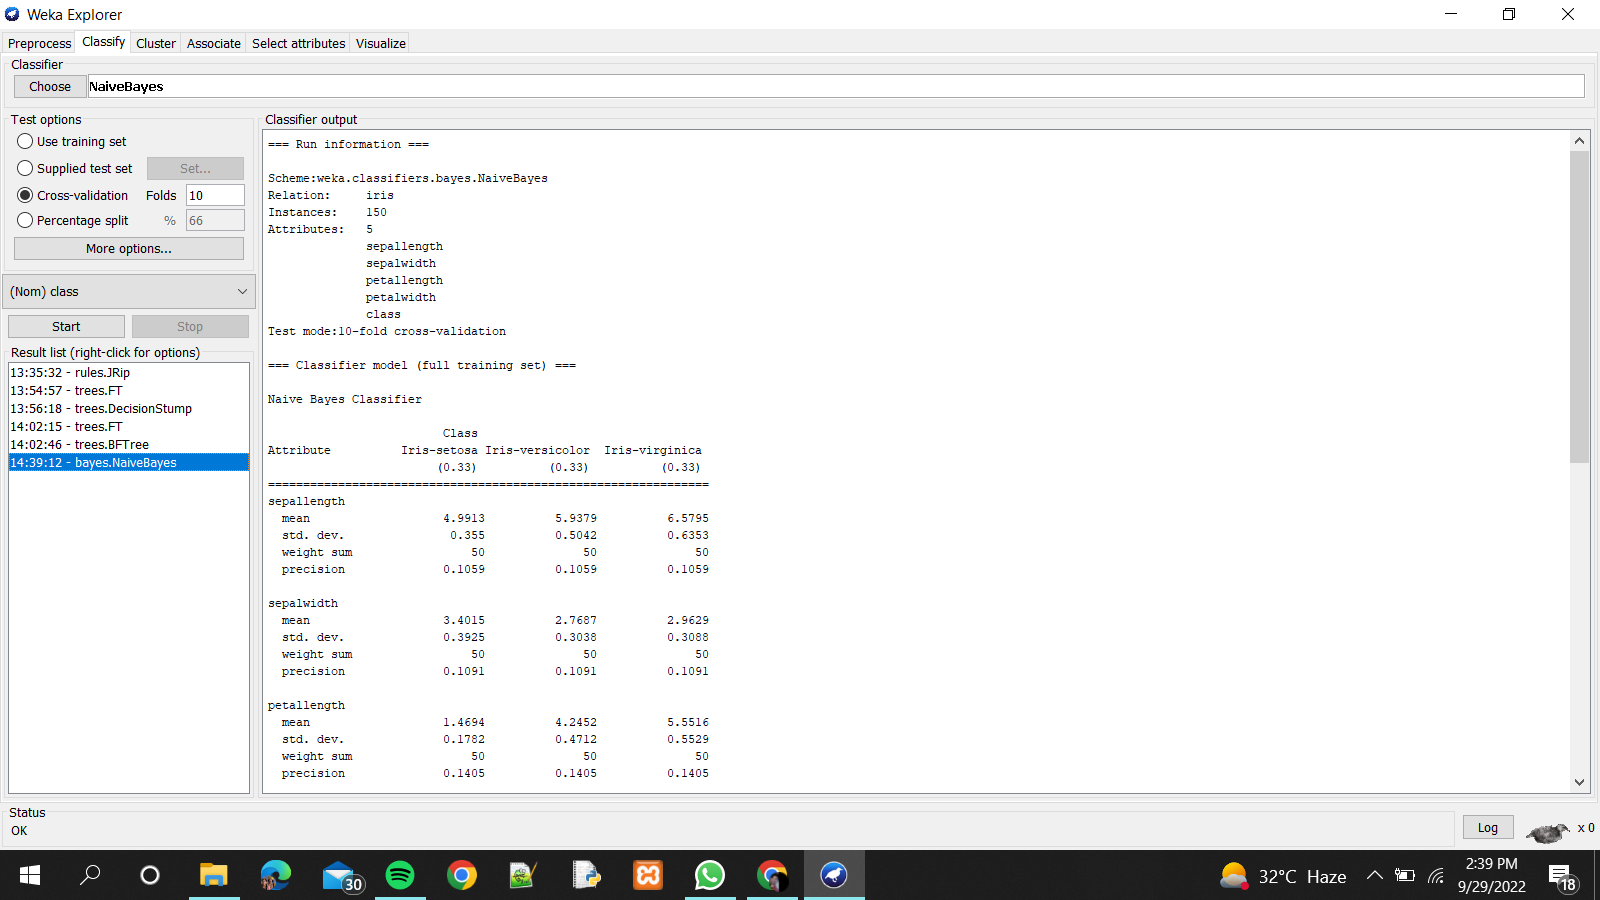 Weka Explorer
Preprocess Classify Cluster Associate Select attributes Visualize
Classifier
Choose NaiveBayes
Test options
Use training set
Supplied test set Set...
Cross-validation Folds 10
Percentage split % 66
More options...
(Nom) class
Start Stop
Result list (right-click for options)
13:35:32 - rules.JRip
13:54:57 - trees.FT
13:56:18 - trees.DecisionStump
14:02:15 - trees.FT
14:02:46 - trees.BFTree
14:39:12 - bayes.NaiveBayes
Classifier output
=== Run information ===
Scheme:weka.classifiers.bayes.NaiveBayes
Relation: iris
Instances: 150
Attributes: 5
sepallength
sepalwidth
petallength
petalwidth
class
Test mode:10-fold cross-validation
=== Classifier model (full training set) ===
Naive Bayes Classifier
Class
Attribute Iris-setosa Iris-versicolor Iris-virginica
(0.33) (0.33) (0.33)
===============================================================
sepallength
mean 4.9913 5.9379 6.5795
std. dev. 0.355 0.5042 0.6353
weight sum 50 50 50
precision 0.1059 0.1059 0.1059
sepalwidth
mean 3.4015 2.7687 2.9629
std. dev. 0.3925 0.3038 0.3088
weight sum 50 50 50
precision 0.1091 0.1091 0.1091
petallength
mean 1.4694 4.2452 5.5516
std. dev. 0.1782 0.4712 0.5529
weight sum 50 50 50
precision 0.1405 0.1405 0.1405
Status
OK
Log x 0
30
32°C Haze
2:39 PM
9/29/2022
18